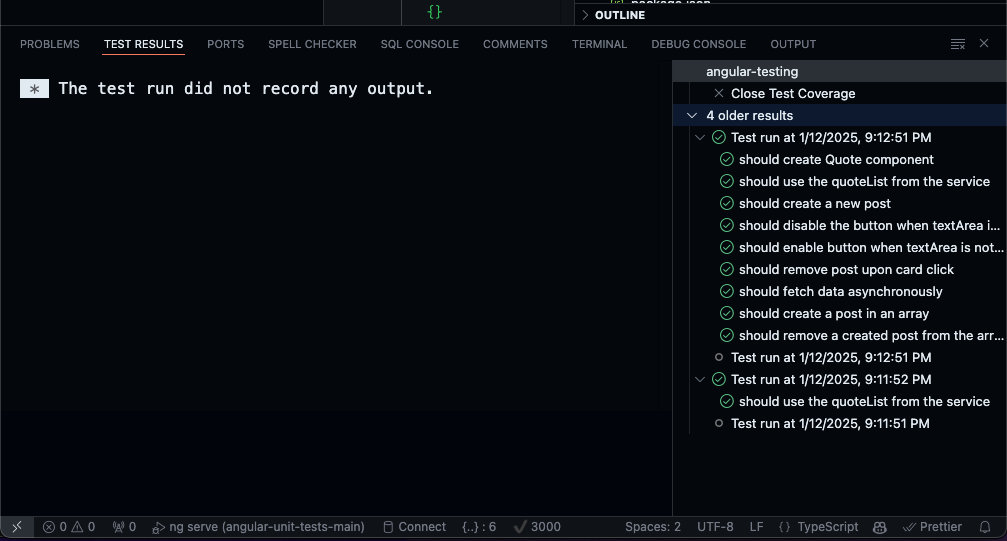 {}
OUTLINE
PROBLEMS TEST RESULTS PORTS SPELL CHECKER SQL CONSOLE COMMENTS TERMINAL DEBUG CONSOLE OUTPUT
* The test run did not record any output.
angular-testing
Close Test Coverage
4 older results
Test run at 1/12/2025, 9:12:51 PM
should create Quote component
should use the quoteList from the service
should create a new post
should disable the button when textArea i...
should enable button when textArea is not...
should remove post upon card click
should fetch data asynchronously
should create a post in an array
should remove a created post from the arr...
Test run at 1/12/2025, 9:12:51 PM
Test run at 1/12/2025, 9:11:52 PM
should use the quoteList from the service
Test run at 1/12/2025, 9:11:51 PM
0 0 0 ng serve (angular-unit-tests-main) Connect {..} : 6 3000 Spaces: 2 UTF-8 LF {} TypeScript Prettier